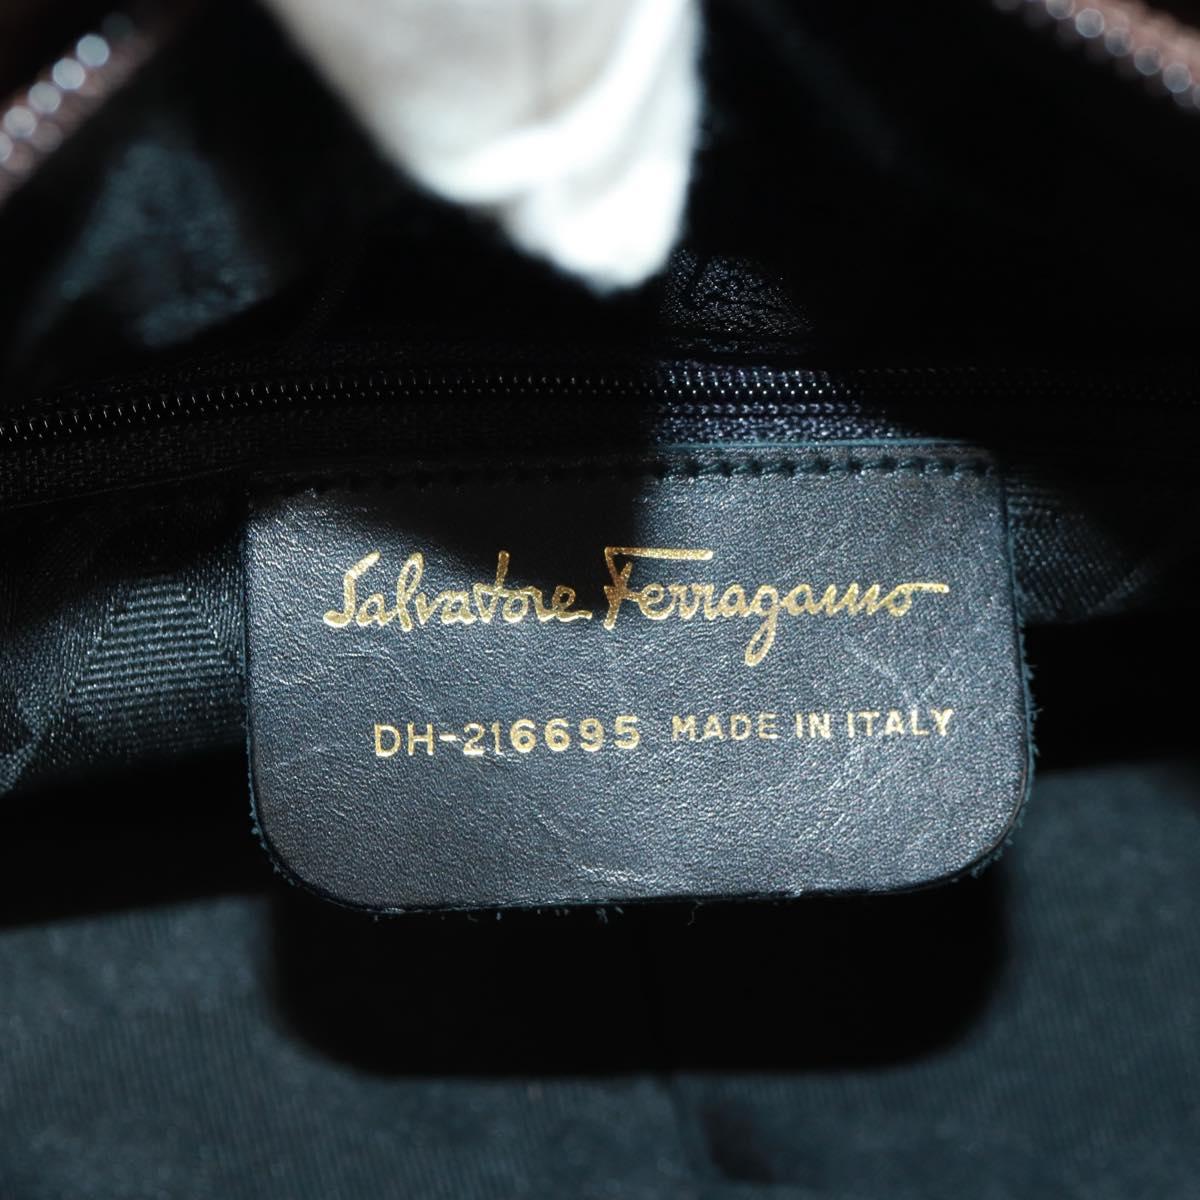 Salvatore Ferragamo
DH-216695 MADE IN ITALY